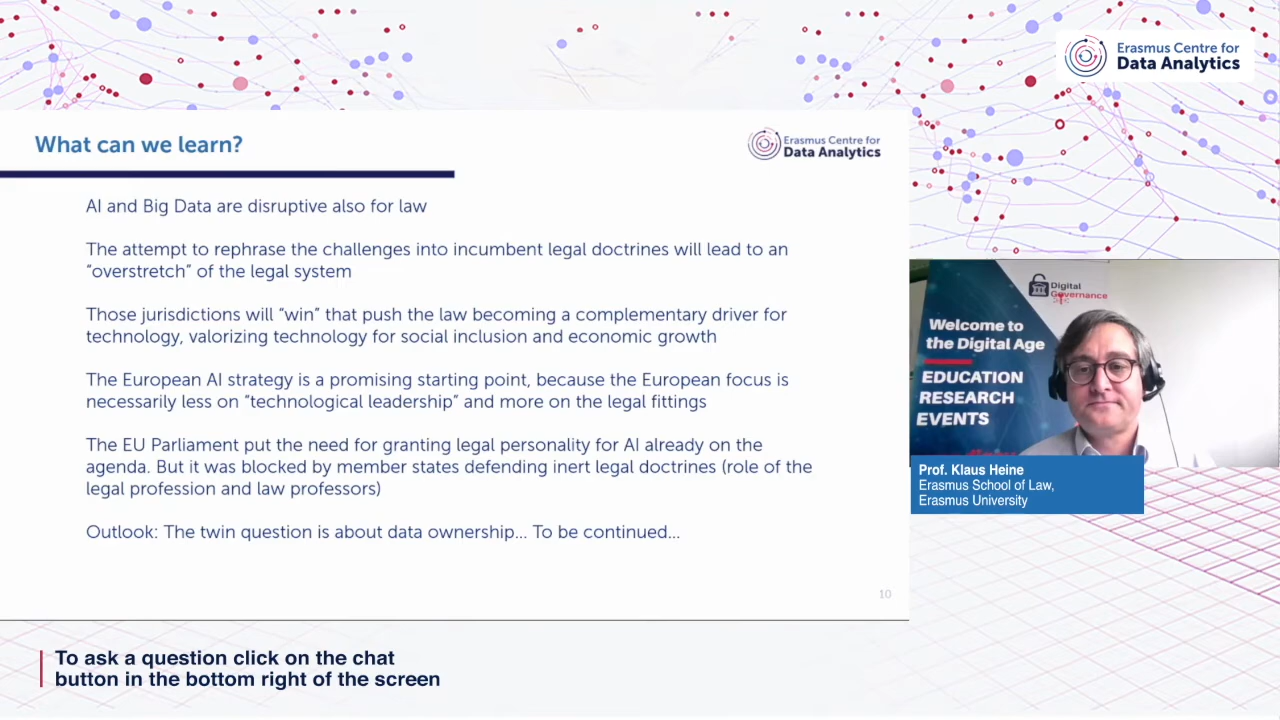 Erasmus Centre for
Data Analytics
What can we learn?
Erasmus Centre for
Data Analytics
AI and Big Data are disruptive also for law
The attempt to rephrase the challenges into incumbent legal doctrines will lead to an
“overstretch” of the legal system
Those jurisdictions will “win” that push the law becoming a complementary driver for
technology, valorizing technology for social inclusion and economic growth
The European AI strategy is a promising starting point, because the European focus is
necessarily less on “technological leadership” and more on the legal fittings
The EU Parliament put the need for granting legal personality for AI already on the
agenda. But it was blocked by member states defending inert legal doctrines (role of the
legal profession and law professors)
Outlook: The twin question is about data ownership... To be continued...
10
Digital
Governance
Welcome to
the Digital Age
EDUCATION
RESEARCH
EVENTS
Prof. Klaus Heine
Erasmus School of Law,
Erasmus University
To ask a question click on the chat
button in the bottom right of the screen